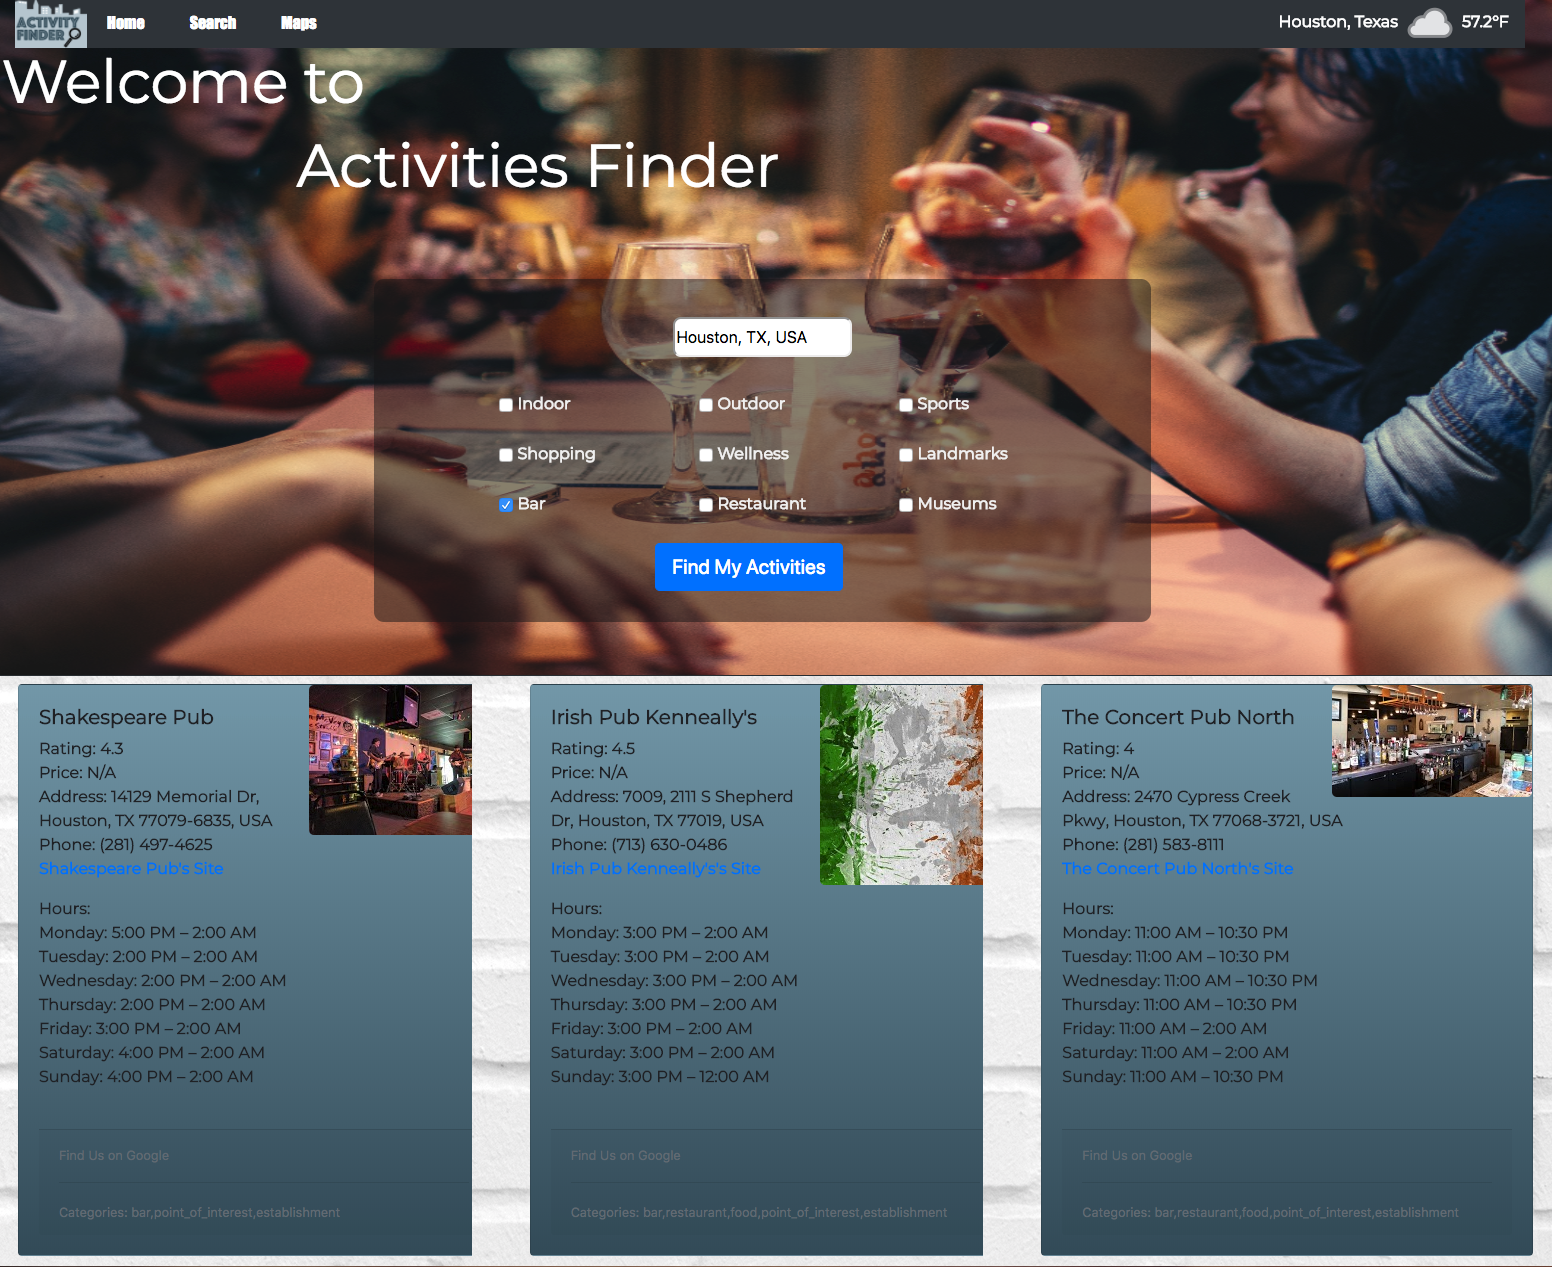 ACTIVITY
FINDER
Home
Search
Maps
Houston, Texas
57.2°F
Welcome to
Activities Finder
Houston, TX, USA
Indoor
Outdoor
Sports
Shopping
Wellness
Landmarks
Bar
Restaurant
Museums
Find My Activities
Shakespeare Pub
Rating: 4.3
Price: N/A
Address: 14129 Memorial Dr,
Houston, TX 77079-6835, USA
Phone: (281) 497-4625
Shakespeare Pub's Site
Hours:
Monday: 5:00 PM – 2:00 AM
Tuesday: 2:00 PM – 2:00 AM
Wednesday: 2:00 PM – 2:00 AM
Thursday: 2:00 PM – 2:00 AM
Friday: 3:00 PM – 2:00 AM
Saturday: 4:00 PM – 2:00 AM
Sunday: 4:00 PM – 2:00 AM
Find Us on Google
Categories: bar,point_of_interest,establishment
Irish Pub Kenneally's
Rating: 4.5
Price: N/A
Address: 7009, 2111 S Shepherd
Dr, Houston, TX 77019, USA
Phone: (713) 630-0486
Irish Pub Kenneally's's Site
Hours:
Monday: 3:00 PM – 2:00 AM
Tuesday: 3:00 PM – 2:00 AM
Wednesday: 3:00 PM – 2:00 AM
Thursday: 3:00 PM – 2:00 AM
Friday: 3:00 PM – 2:00 AM
Saturday: 3:00 PM – 2:00 AM
Sunday: 3:00 PM – 12:00 AM
Find Us on Google
Categories: bar,restaurant,food,point_of_interest,establishment
The Concert Pub North
Rating: 4
Price: N/A
Address: 2470 Cypress Creek
Pkwy, Houston, TX 77068-3721, USA
Phone: (281) 583-8111
The Concert Pub North's Site
Hours:
Monday: 11:00 AM – 10:30 PM
Tuesday: 11:00 AM – 10:30 PM
Wednesday: 11:00 AM – 10:30 PM
Thursday: 11:00 AM – 10:30 PM
Friday: 11:00 AM – 2:00 AM
Saturday: 11:00 AM – 2:00 AM
Sunday: 11:00 AM – 10:30 PM
Find Us on Google
Categories: bar,restaurant,food,point_of_interest,establishment